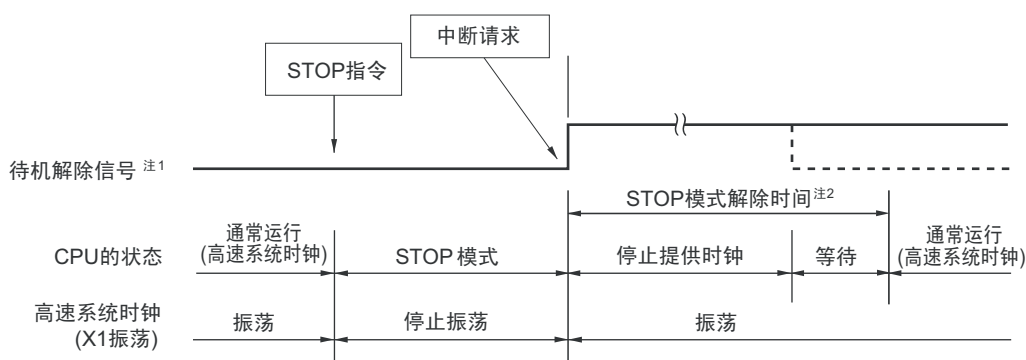 中断请求
STOP指令
待机解除信号 注1
STOP模式解除时间注2
CPU的状态
通常运行
(高速系统时钟)
STOP 模式
停止提供时钟
等待
通常运行
(高速系统时钟)
高速系统时钟
(X1振荡)
振荡
停止振荡
振荡